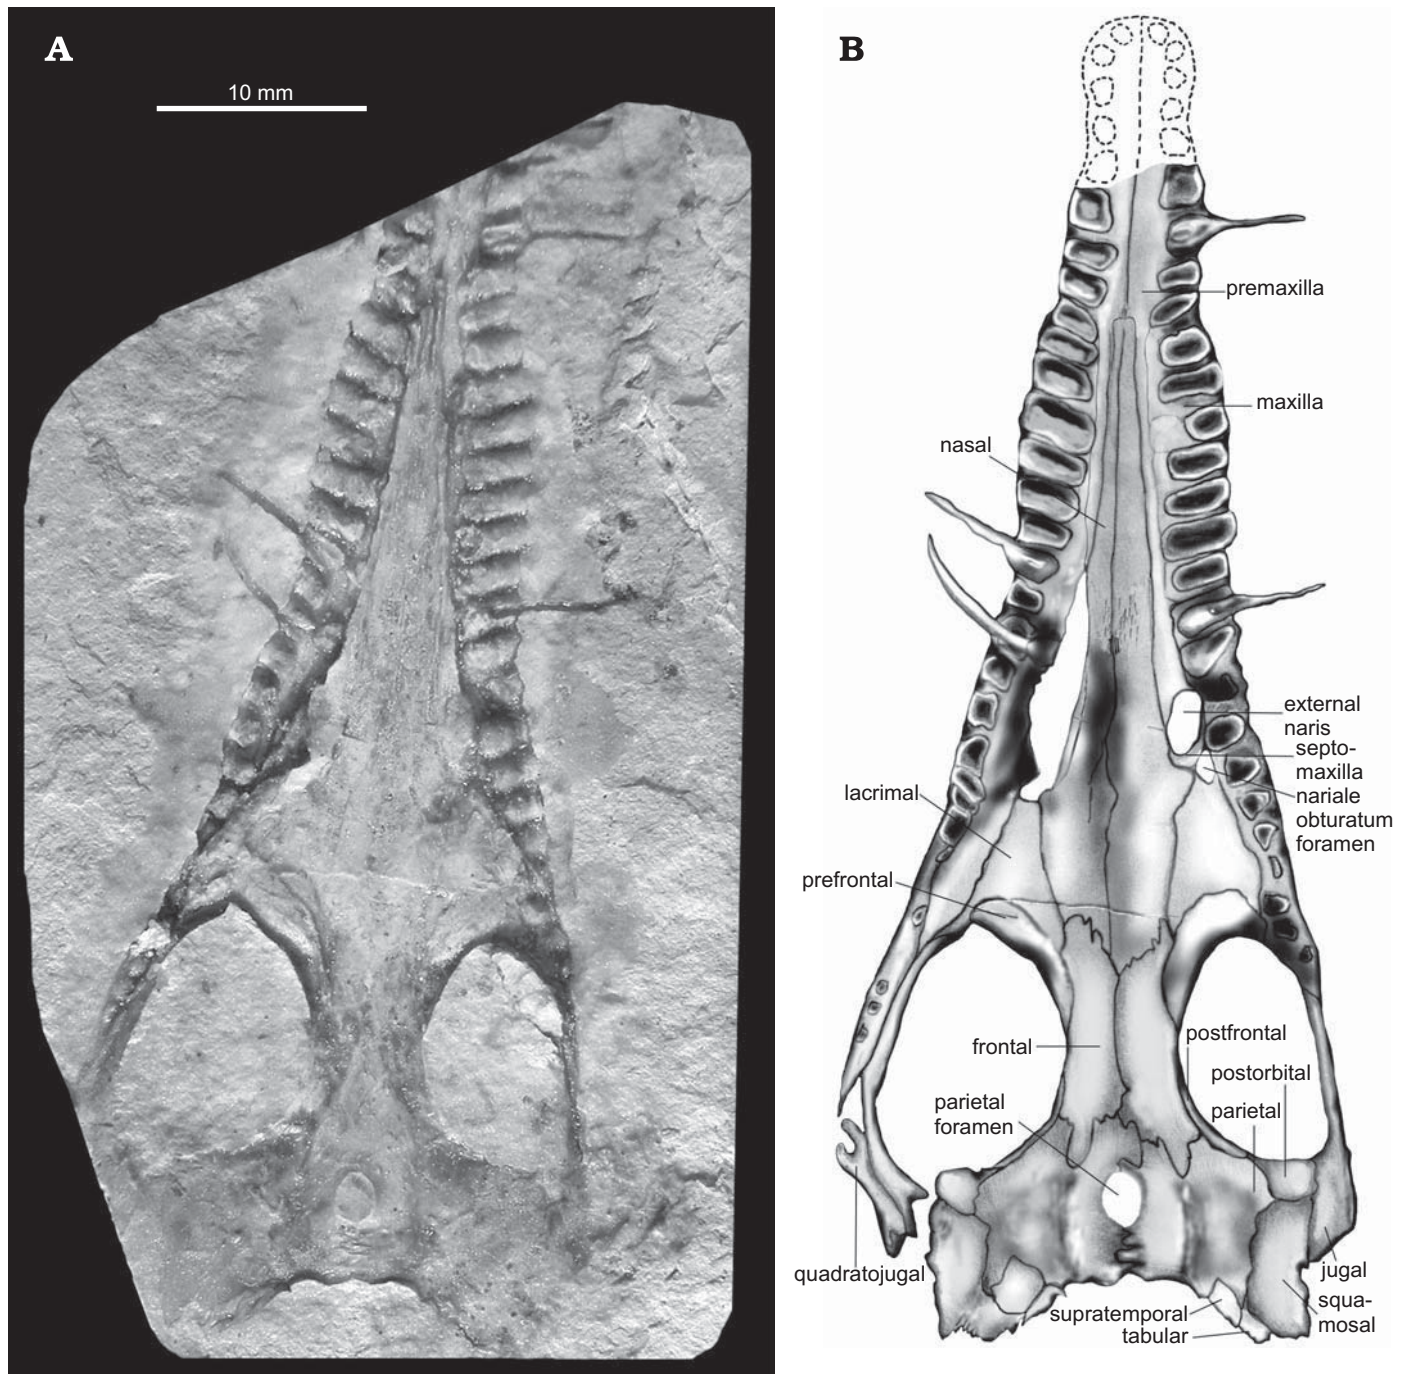 A
10 mm
B
premaxilla
maxilla
nasal
external
naris
septo-
maxilla
nariale
obturatum
foramen
lacrimal
prefrontal
frontal
postfrontal
postorbital
parietal
parietal
foramen
quadratojugal
supratemporal
tabular
jugal
squa-
mosal